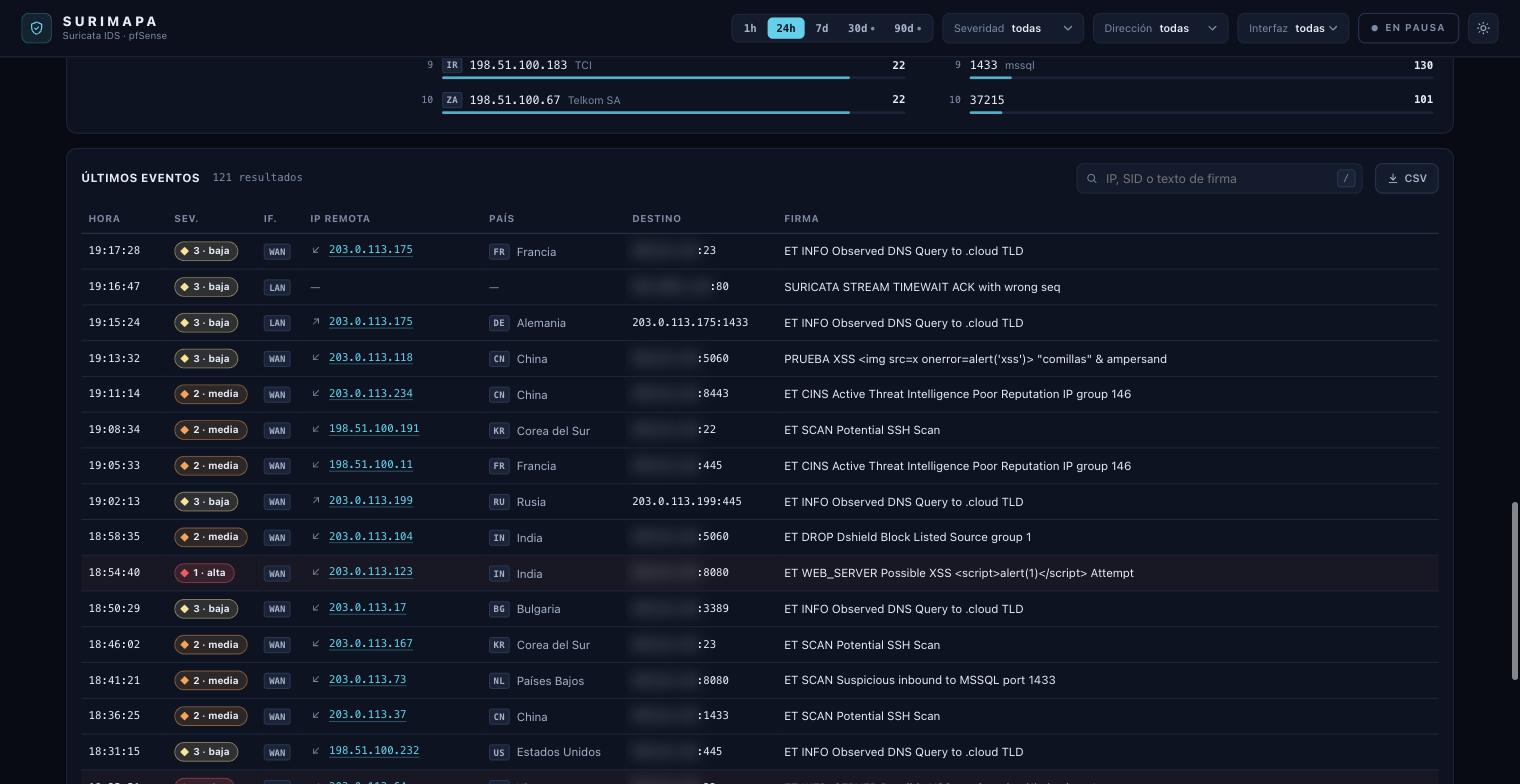 SURIMAPA
Suricata IDS · pfSense
1h 24h 7d 30d 90d Severidad todas Dirección todas Interfaz todas EN PAUSA
9 IR 198.51.100.183 TCI 22 9 1433 mssql 130
10 ZA 198.51.100.67 Telkom SA 22 10 37215 101
ÚLTIMOS EVENTOS 121 resultados IP, SID o texto de firma / CSV
HORA SEV. IF. IP REMOTA PAÍS DESTINO FIRMA
19:17:28 3 · baja WAN ↙ 203.0.113.175 FR Francia :23 ET INFO Observed DNS Query to .cloud TLD
19:16:47 3 · baja LAN — — :80 SURICATA STREAM TIMEWAIT ACK with wrong seq
19:15:24 3 · baja LAN ↗ 203.0.113.175 DE Alemania 203.0.113.175:1433 ET INFO Observed DNS Query to .cloud TLD
19:13:32 3 · baja WAN ↙ 203.0.113.118 CN China :5060 PRUEBA XSS <img src=x onerror=alert('xss')> "comillas" & ampersand
19:11:14 2 · media WAN ↙ 203.0.113.234 CN China :8443 ET CINS Active Threat Intelligence Poor Reputation IP group 146
19:08:34 2 · media WAN ↙ 198.51.100.191 KR Corea del Sur :22 ET SCAN Potential SSH Scan
19:05:33 2 · media WAN ↙ 198.51.100.11 FR Francia :445 ET CINS Active Threat Intelligence Poor Reputation IP group 146
19:02:13 3 · baja WAN ↗ 203.0.113.199 RU Rusia 203.0.113.199:445 ET INFO Observed DNS Query to .cloud TLD
18:58:35 2 · media WAN ↙ 203.0.113.104 IN India :5060 ET DROP Dshield Block Listed Source group 1
18:54:40 1 · alta WAN ↙ 203.0.113.123 IN India :8080 ET WEB_SERVER Possible XSS <script>alert(1)</script> Attempt
18:50:29 3 · baja WAN ↙ 203.0.113.17 BG Bulgaria :3389 ET INFO Observed DNS Query to .cloud TLD
18:46:02 2 · media WAN ↙ 203.0.113.167 KR Corea del Sur :23 ET SCAN Potential SSH Scan
18:41:21 2 · media WAN ↙ 203.0.113.73 NL Países Bajos :8080 ET SCAN Suspicious inbound to MSSQL port 1433
18:36:25 2 · media WAN ↙ 203.0.113.37 CN China :1433 ET SCAN Potential SSH Scan
18:31:15 3 · baja WAN ↙ 198.51.100.232 US Estados Unidos :445 ET INFO Observed DNS Query to .cloud TLD